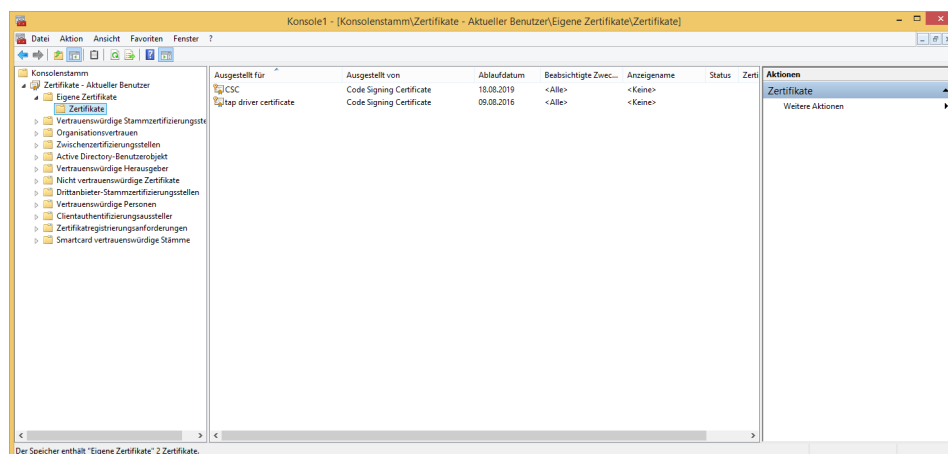 Konsole1 - [Konsolenstamm\Zertifikate - Aktueller Benutzer\Eigene Zertifikate\Zertifikate]
Datei Aktion Ansicht Favoriten Fenster ?
Konsolenstamm
Zertifikate - Aktueller Benutzer
Eigene Zertifikate
Zertifikate
Vertrauenswürdige Stammzertifizierungsste
Organisationsvertrauen
Zwischenzertifizierungsstellen
Active Directory-Benutzerobjekt
Vertrauenswürdige Herausgeber
Nicht vertrauenswürdige Zertifikate
Drittanbieter-Stammzertifizierungsstellen
Vertrauenswürdige Personen
Clientauthentifizierungsaussteller
Zertifikatregistrierungsanforderungen
Smartcard vertrauenswürdige Stämme
Ausgestellt für Ausgestellt von Ablaufdatum Beabsichtigte Zwec... Anzeigename Status Zerti
CSC Code Signing Certificate 18.08.2019 <Alle> <Keine>
tap driver certificate Code Signing Certificate 09.08.2016 <Alle> <Keine>
Aktionen
Zertifikate
Weitere Aktionen
Der Speicher enthält "Eigene Zertifikate" 2 Zertifikate.